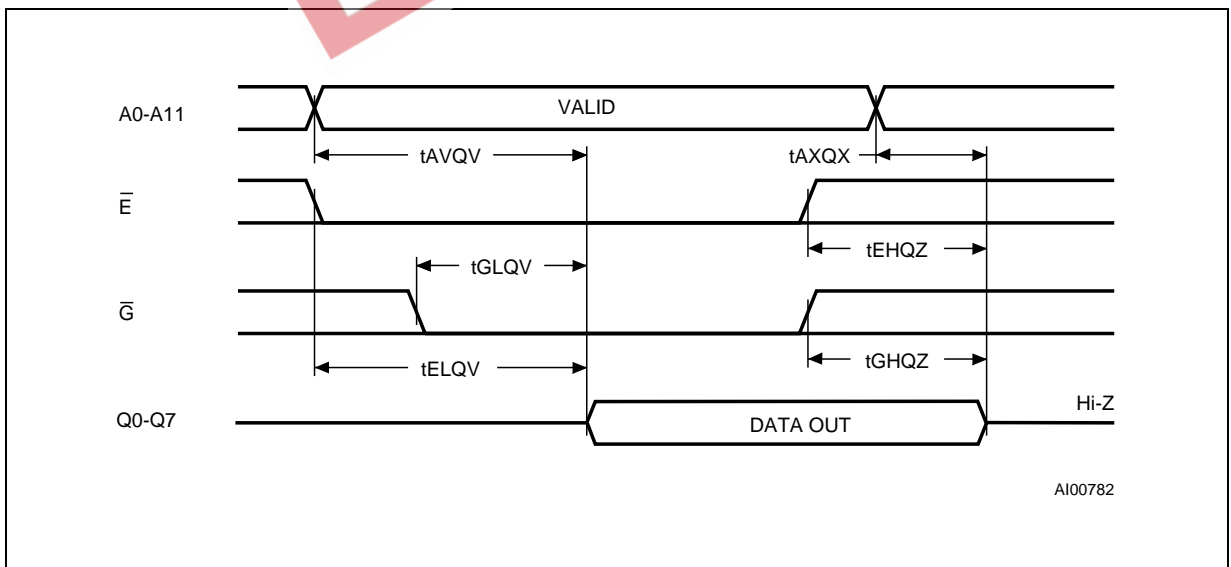 A0-A11
VALID
tAVQV
tAXQX
E̅
tEHQZ
tGLQV
G̅
tGHQZ
tELQV
Hi-Z
Q0-Q7
DATA OUT
AI00782